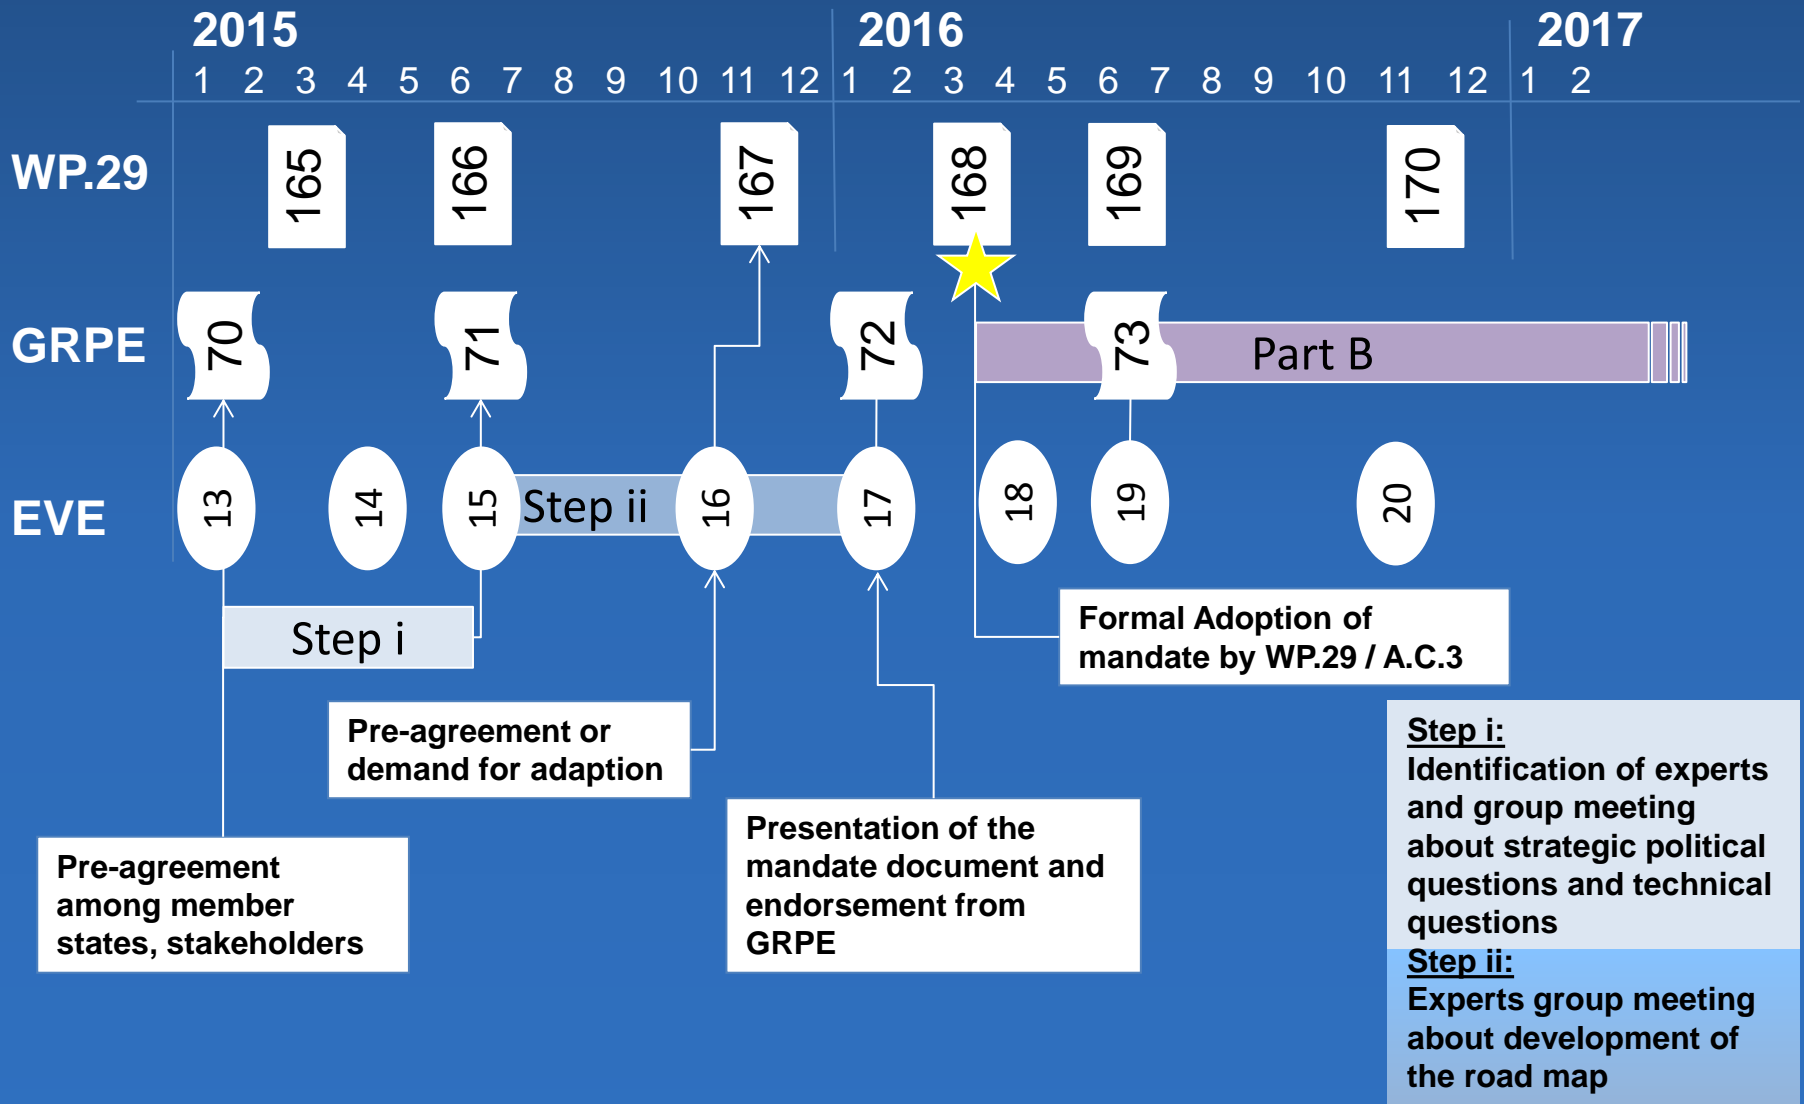 2015 2016 2017
1 2 3 4 5 6 7 8 9 10 11 12 1 2 3 4 5 6 7 8 9 10 11 12 1 2
WP.29 165 166 167 168 169 170
GRPE 70 71 72 73 Part B
EVE 13 14 15 Step ii 16 17 18 19 20
Step i
Formal Adoption of
mandate by WP.29 / A.C.3
Pre-agreement or
demand for adaption
Presentation of the
mandate document and
endorsement from
GRPE
Pre-agreement
among member
states, stakeholders
Step i:
Identification of experts
and group meeting
about strategic political
questions and technical
questions
Step ii:
Experts group meeting
about development of
the road map